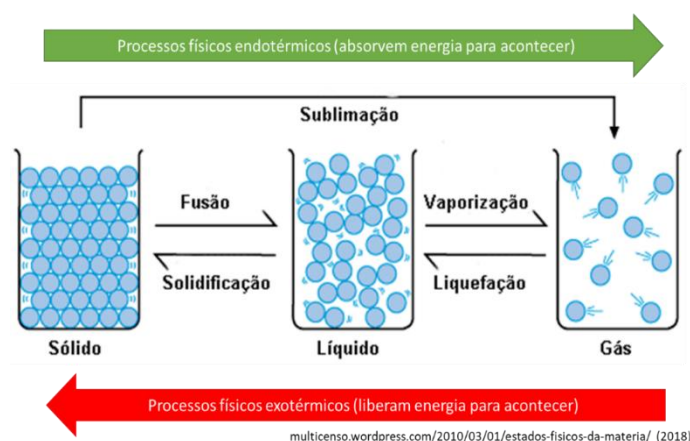 Processos físicos endotérmicos (absorvem energia para acontecer)
Sublimação
Fusão
Vaporização
Solidificação
Liquefação
Sólido
Líquido
Gás
Processos físicos exotérmicos (liberam energia para acontecer)
multicenso.wordpress.com/2010/03/01/estados-fisicos-da-materia/ (2018)